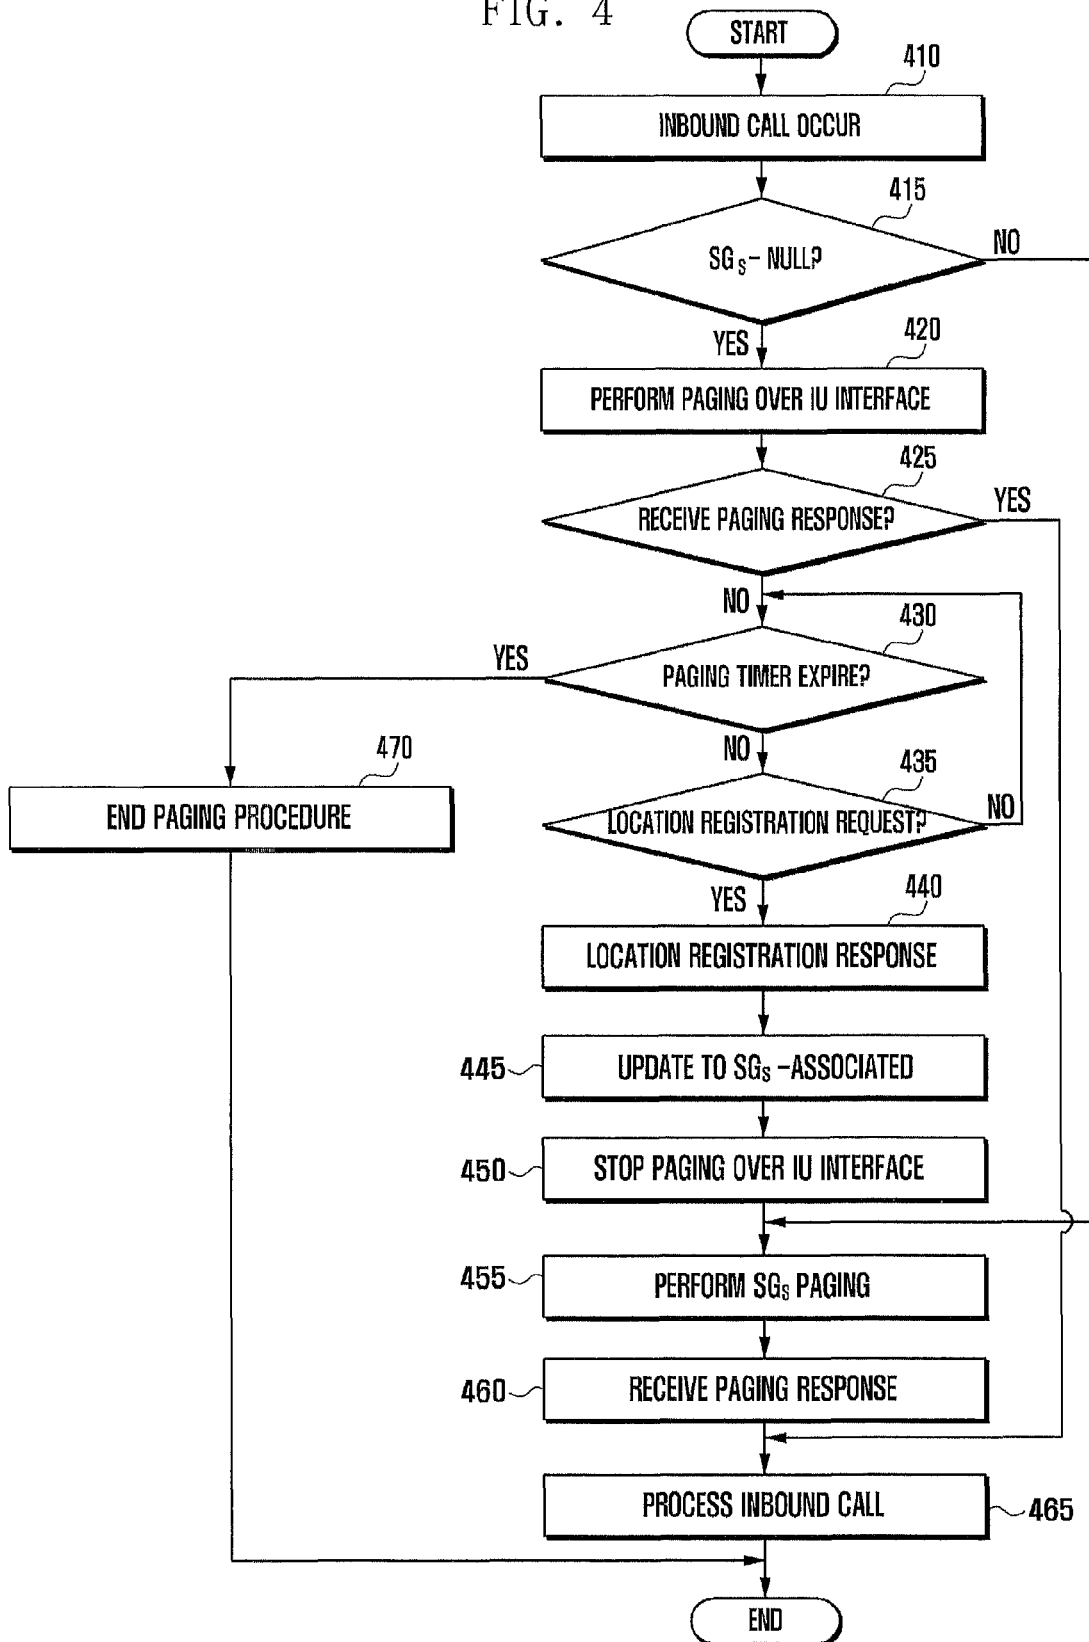 FIG. 4
START
410
INBOUND CALL OCCUR
415
SGs - NULL?
NO
YES
420
PERFORM PAGING OVER IU INTERFACE
425
RECEIVE PAGING RESPONSE?
YES
NO
430
PAGING TIMER EXPIRE?
YES
NO
470
END PAGING PROCEDURE
435
LOCATION REGISTRATION REQUEST?
NO
YES
440
LOCATION REGISTRATION RESPONSE
445
UPDATE TO SGs -ASSOCIATED
450
STOP PAGING OVER IU INTERFACE
455
PERFORM SGs PAGING
460
RECEIVE PAGING RESPONSE
PROCESS INBOUND CALL
465
END